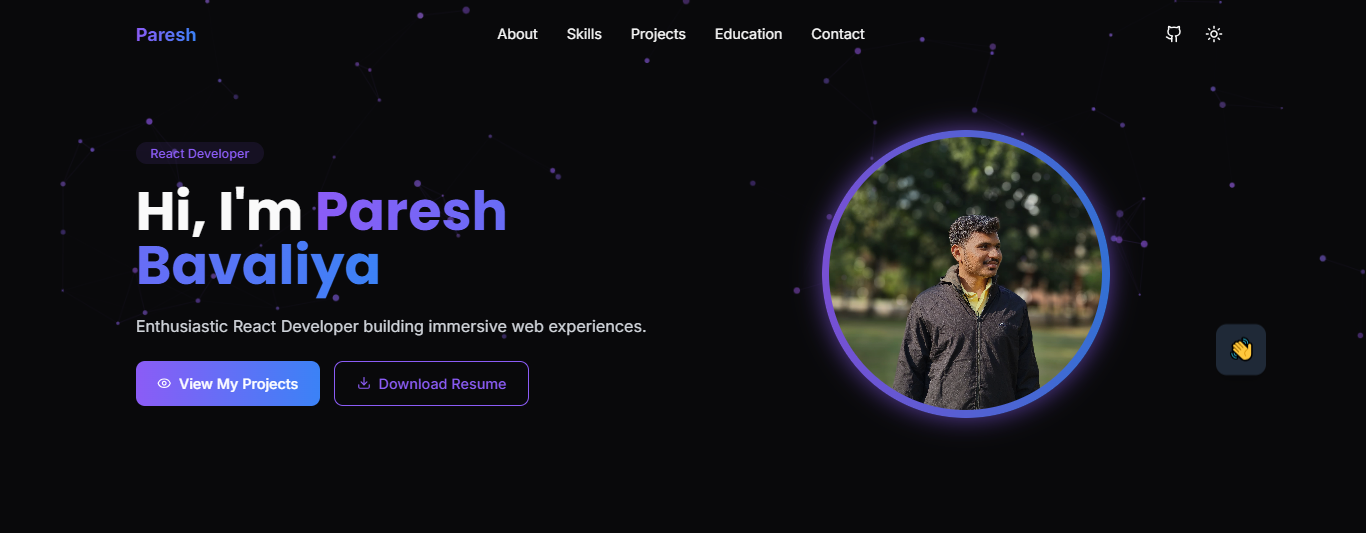 Paresh
About Skills Projects Education Contact
React Developer
Hi, I'm Paresh
Bavaliya
Enthusiastic React Developer building immersive web experiences.
View My Projects
Download Resume